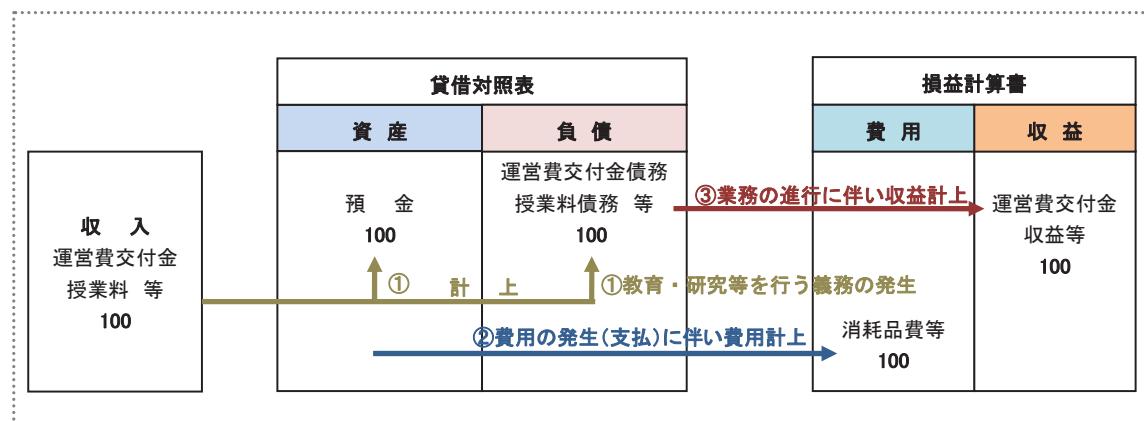 貸借対照表
損益計算書
資 産
負 債
費 用
収 益
収 入
運営費交付金
授業料 等
100
預 金
100
運営費交付金債務
授業料債務 等
100
③業務の進行に伴い収益計上
運営費交付金
収益等
100
① 計 上
①教育・研究等を行う義務の発生
②費用の発生(支払)に伴い費用計上
消耗品費等
100